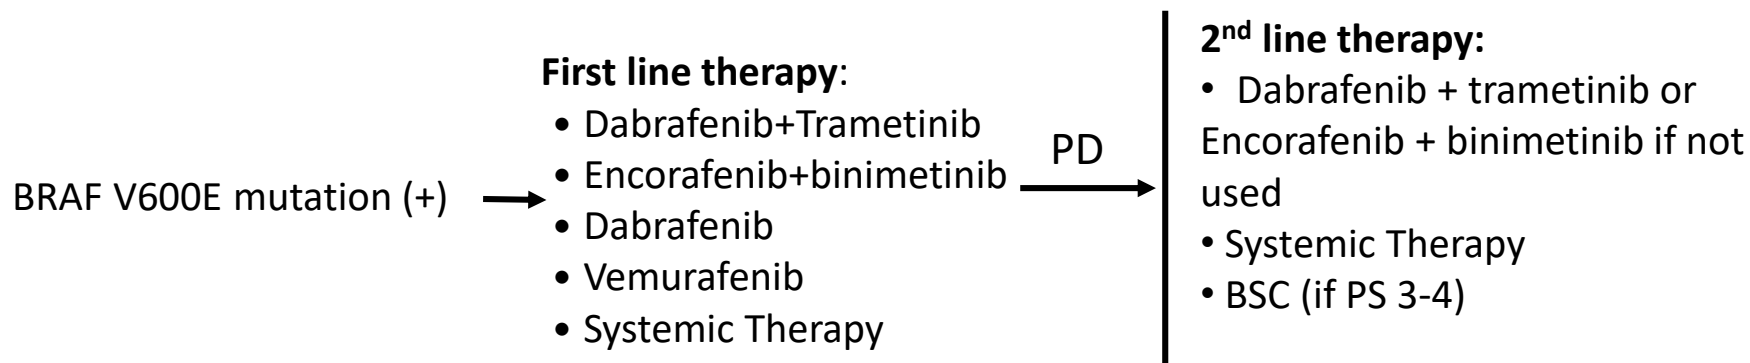 BRAF V600E mutation (+)
First line therapy:
• Dabrafenib+Trametinib
• Encorafenib+binimetinib
• Dabrafenib
• Vemurafenib
• Systemic Therapy
PD
2nd line therapy:
• Dabrafenib + trametinib or
Encorafenib + binimetinib if not
used
• Systemic Therapy
• BSC (if PS 3-4)